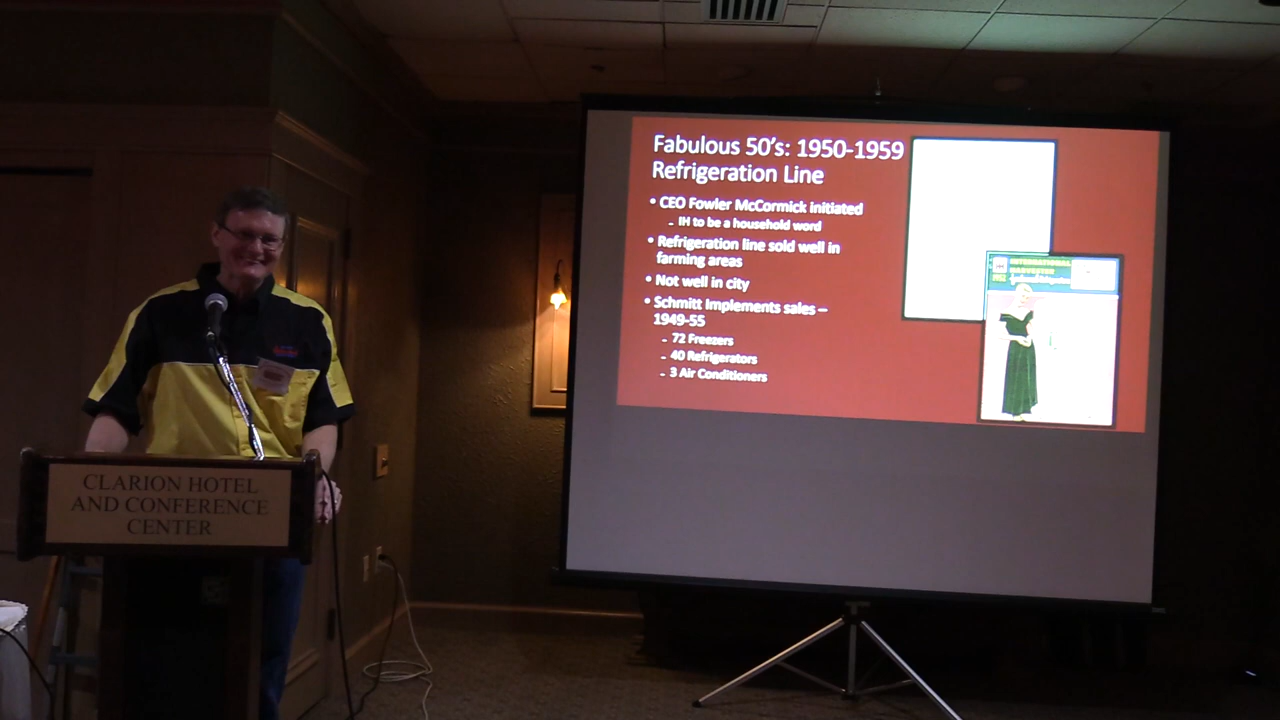 Fabulous 50's: 1950-1959
Refrigeration Line
• CEO Fowler McCormick initiated
- IH to be a household word
• Refrigeration line sold well in
farming areas
• Not well in city
• Schmitt Implements sales –
1949-55
- 72 Freezers
- 40 Refrigerators
- 3 Air Conditioners
INTERNATIONAL
HARVESTER
CLARION HOTEL
AND CONFERENCE
CENTER